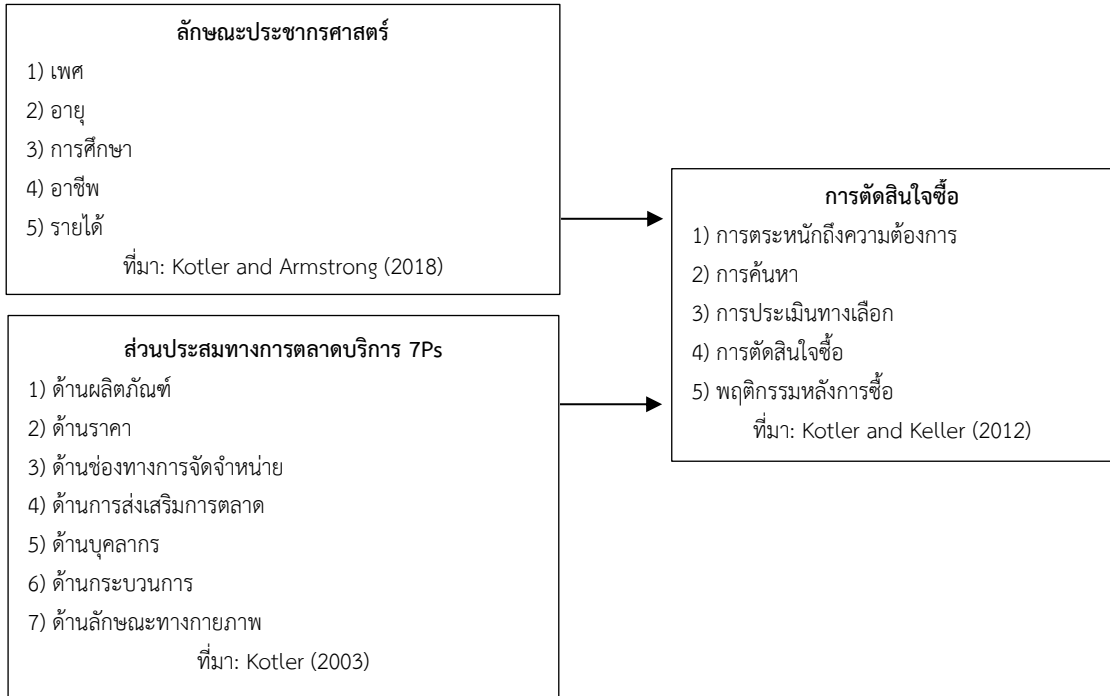 ลักษณะประชากรศาสตร์
1) เพศ
2) อายุ
3) การศึกษา
4) อาชีพ
5) รายได้
ที่มา: Kotler and Armstrong (2018)
ส่วนประสมทางการตลาดบริการ 7Ps
1) ด้านผลิตภัณฑ์
2) ด้านราคา
3) ด้านช่องทางการจัดจำหน่าย
4) ด้านการส่งเสริมการตลาด
5) ด้านบุคลากร
6) ด้านกระบวนการ
7) ด้านลักษณะทางกายภาพ
ที่มา: Kotler (2003)
การตัดสินใจซื้อ
1) การตระหนักถึงความต้องการ
2) การค้นหา
3) การประเมินทางเลือก
4) การตัดสินใจซื้อ
5) พฤติกรรมหลังการซื้อ
ที่มา: Kotler and Keller (2012)